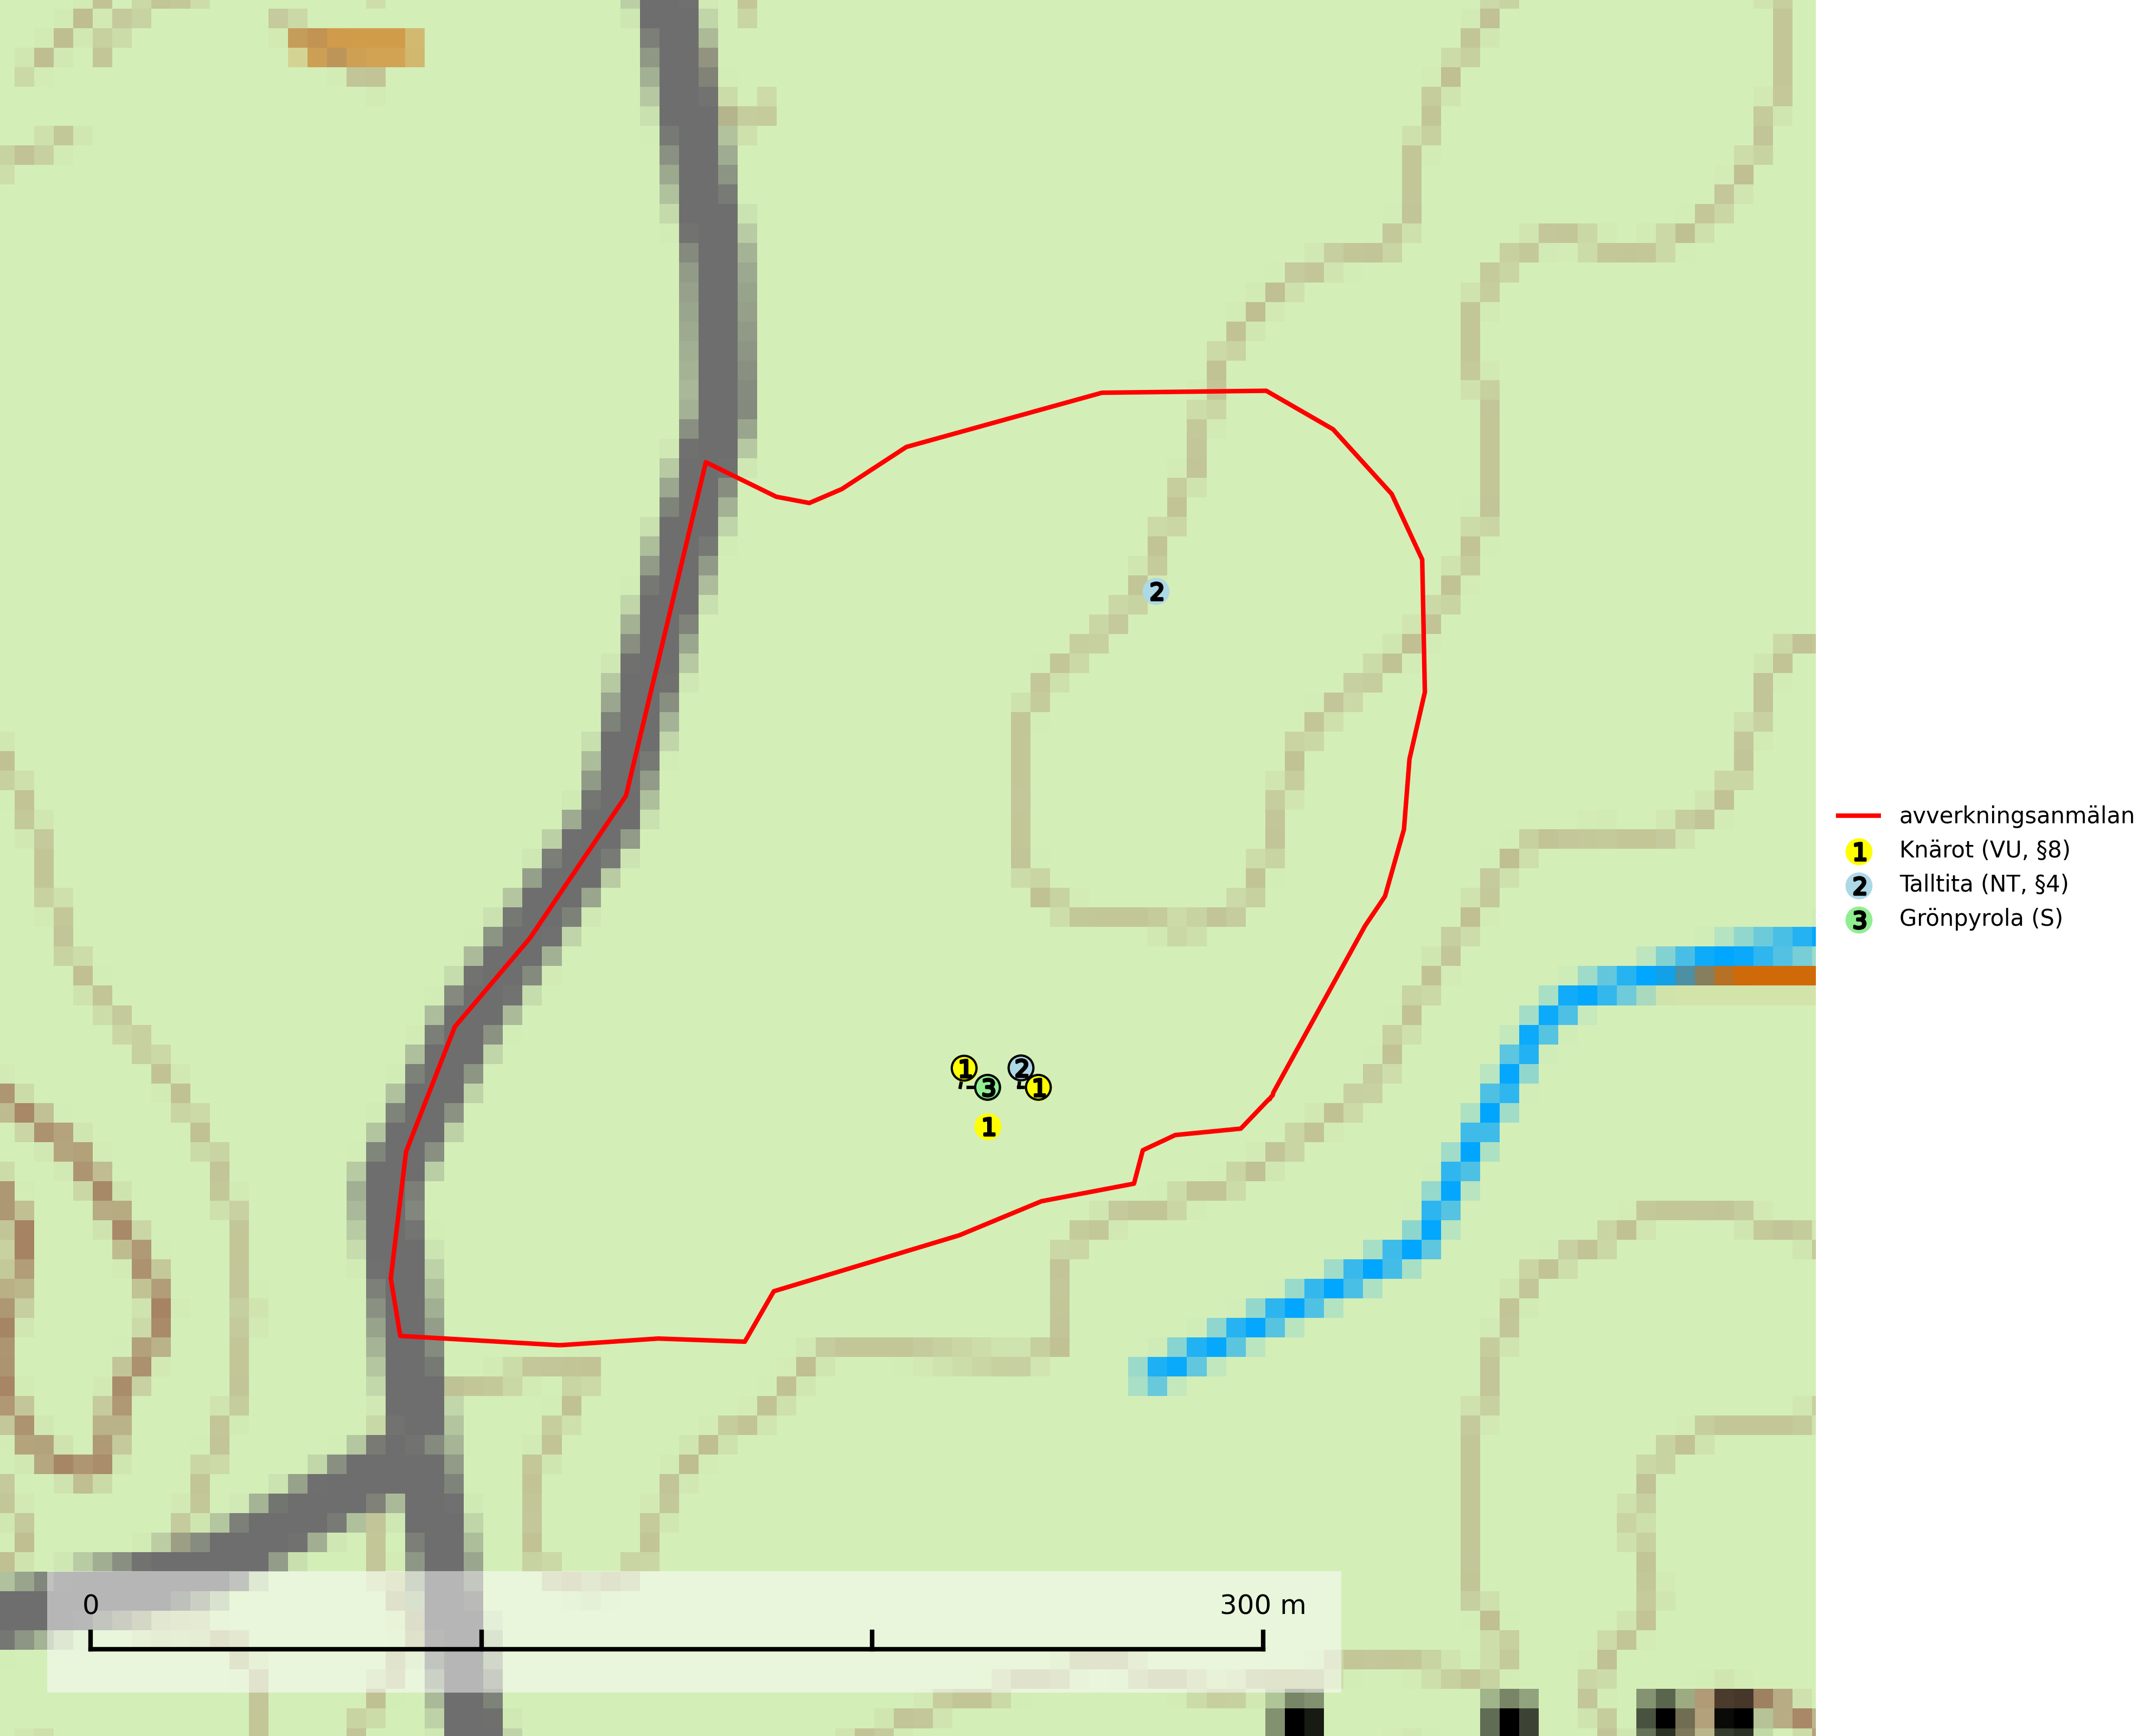 2
1 2
3 1
1
avverkningsanmälan
1 Knärot (VU, §8)
2 Talltita (NT, §4)
3 Grönpyrola (S)
0 300 m